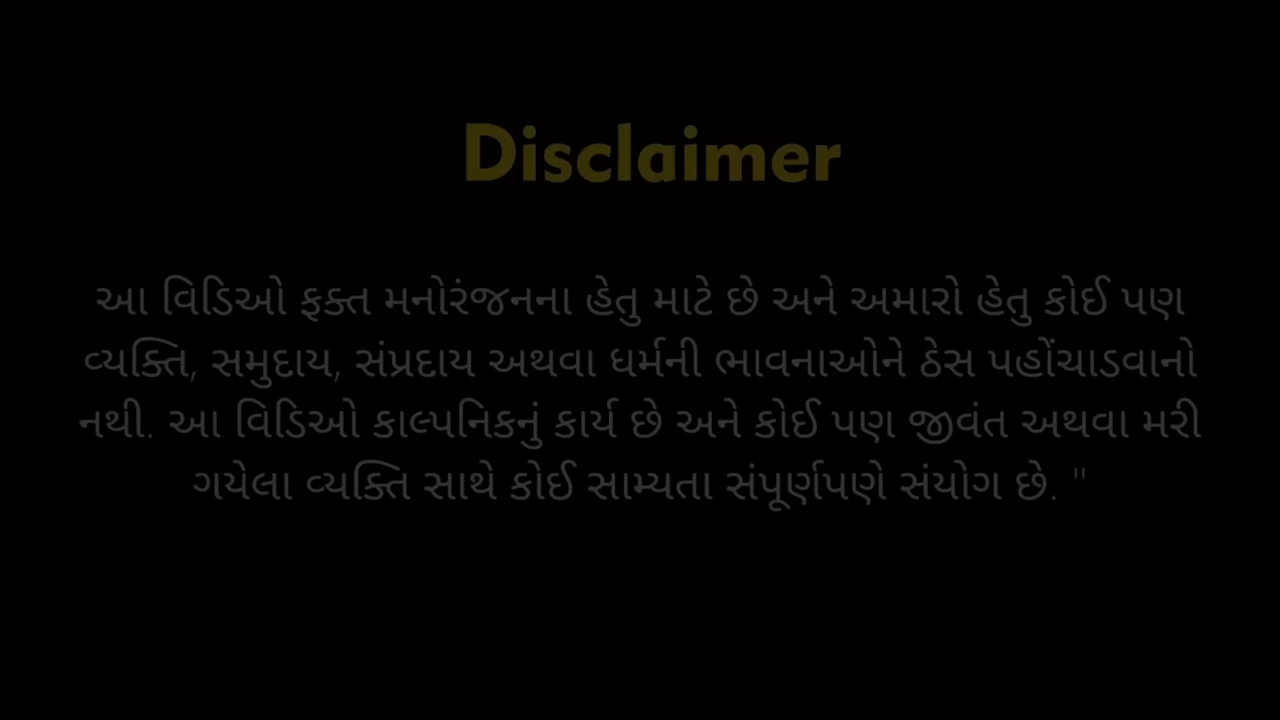 Disclaimer
આ વિડિઓ ફક્ત મનોરંજનના હેતુ માટે છે અને અમારો હેતુ કોઈ પણ
વ્યક્તિ, સમુદાય, સંપ્રદાય અથવા ધર્મની ભાવનાઓને ઠેસ પહોંચાડવાનો
નથી. આ વિડિઓ કાલ્પનિકનું કાર્ય છે અને કોઈ પણ જીવંત અથવા મરી
ગયેલા વ્યક્તિ સાથે કોઈ સામ્યતા સંપૂર્ણપણે સંયોગ છે. "